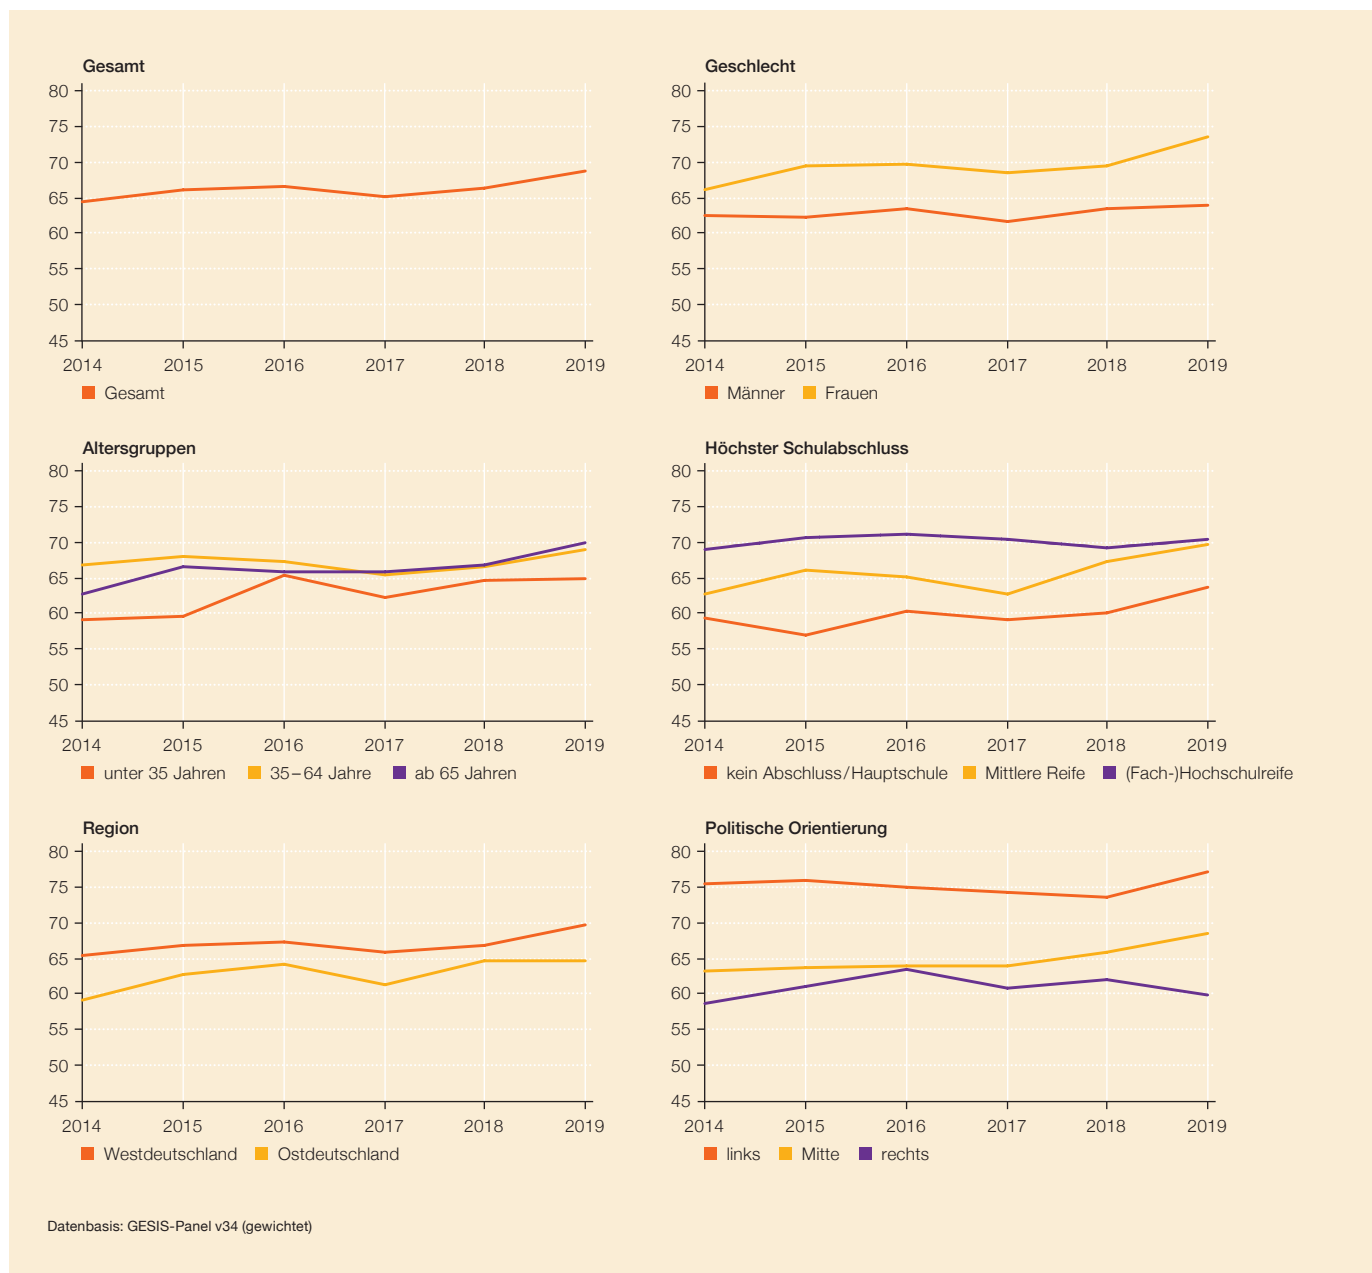 Gesamt
80
75
70
65
60
55
50
45
2014 2015 2016 2017 2018 2019
Gesamt
Geschlecht
80
75
70
65
60
55
50
45
2014 2015 2016 2017 2018 2019
Männer Frauen
Altersgruppen
80
75
70
65
60
55
50
45
2014 2015 2016 2017 2018 2019
unter 35 Jahren 35–64 Jahre ab 65 Jahren
Höchster Schulabschluss
80
75
70
65
60
55
50
45
2014 2015 2016 2017 2018 2019
kein Abschluss/Hauptschule Mittlere Reife (Fach-)Hochschulreife
Region
80
75
70
65
60
55
50
45
2014 2015 2016 2017 2018 2019
Westdeutschland Ostdeutschland
Politische Orientierung
80
75
70
65
60
55
50
45
2014 2015 2016 2017 2018 2019
links Mitte rechts
Datenbasis: GESIS-Panel v34 (gewichtet)